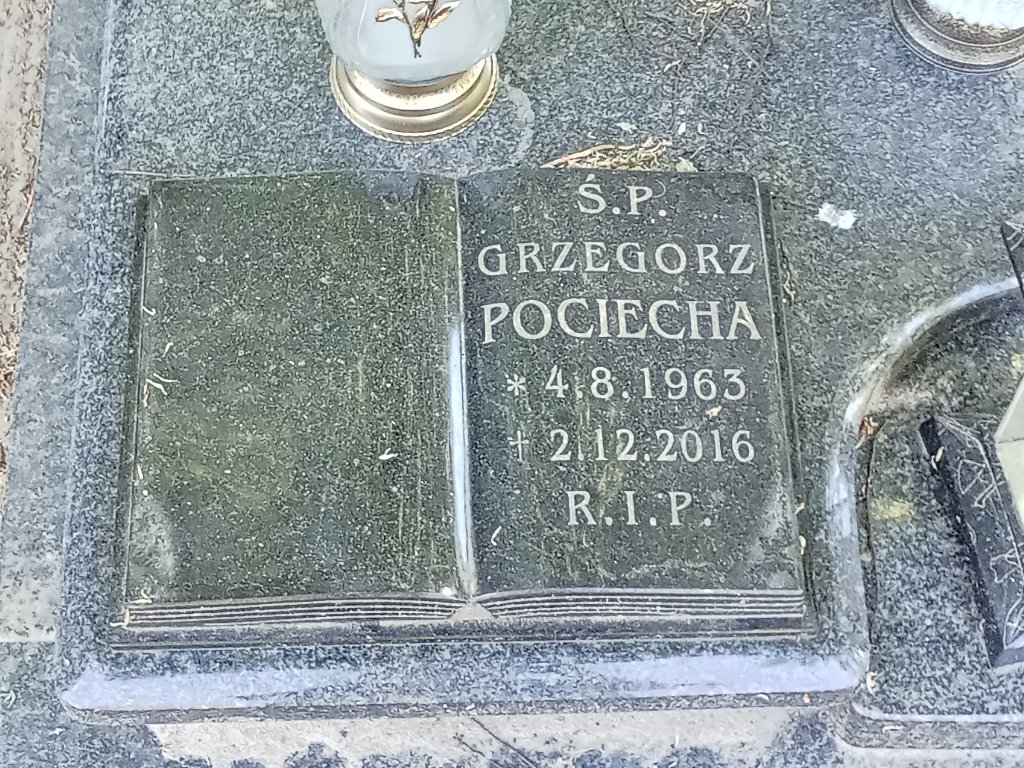 Ś.P.
GRZEGORZ
POCIECHA
* 4.8.1963
† 2.12.2016
R.I.P.